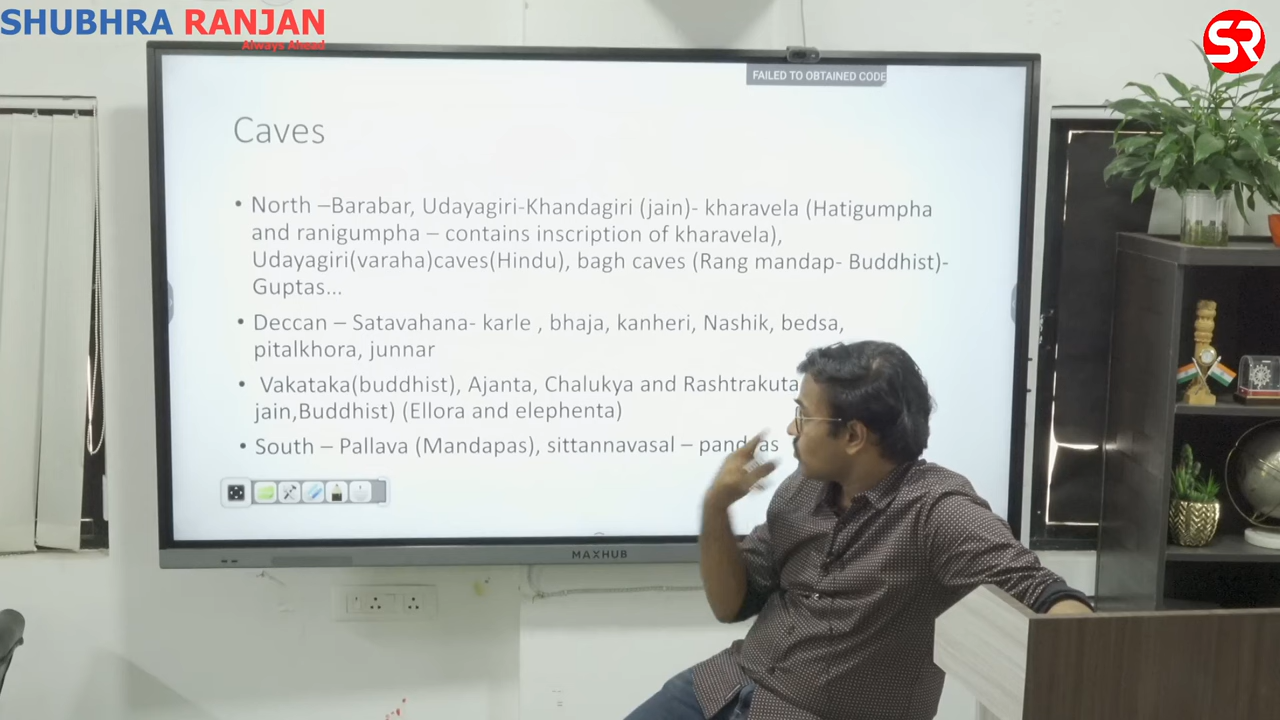 SHUBHRA RANJAN
Always Ahead
SR
FAILED TO OBTAINED CODE
Caves
• North –Barabar, Udayagiri-Khandagiri (jain)- kharavela (Hatigumpha
and ranigumpha – contains inscription of kharavela),
Udayagiri(varaha)caves(Hindu), bagh caves (Rang mandap- Buddhist)-
Guptas...
• Deccan – Satavahana- karle , bhaja, kanheri, Nashik, bedsa,
pitalkhora, junnar
• Vakataka(buddhist), Ajanta, Chalukya and Rashtrakuta
jain,Buddhist) (Ellora and elephenta)
• South – Pallava (Mandapas), sittannavasal –
MAXHUB